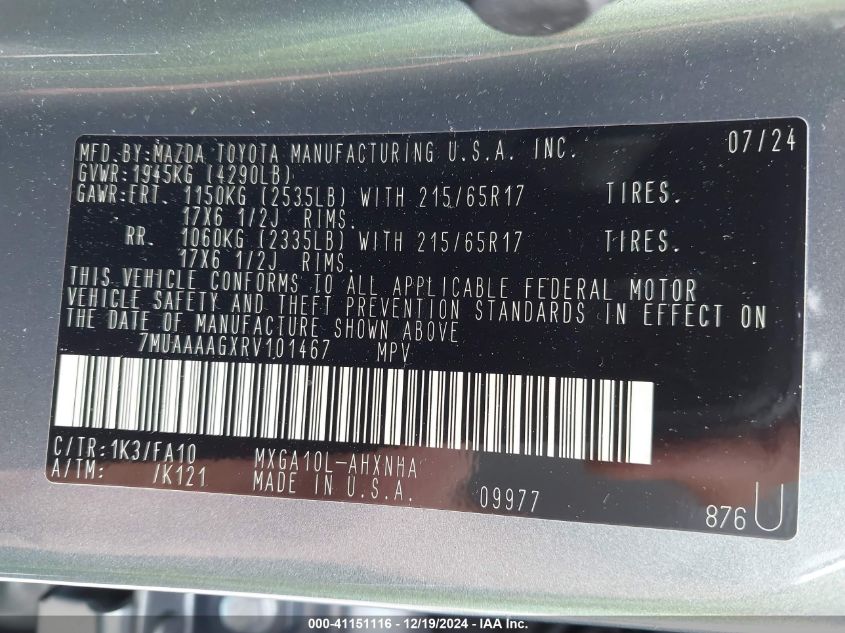 MFD.BY:MAZDA TOYOTA MANUFACTURING U.S.A. INC. 07/24
GVWR:1945KG (4290LB)
GAWR:FRT. 1150KG (2535LB) WITH 215/65R17 TIRES.
17X6 1/2J RIMS.
RR. 1060KG (2335LB) WITH 215/65R17 TIRES.
17X6 1/2J RIMS.
THIS VEHICLE CONFORMS TO ALL APPLICABLE FEDERAL MOTOR
VEHICLE SAFETY AND THEFT PREVENTION STANDARDS IN EFFECT ON
THE DATE OF MANUFACTURE SHOWN ABOVE
7MUAAAAGXRV101467 MPV
C/TR:1K3/FA10 MXGA10L-AHXNHA
A/TM: /K121 MADE IN U.S.A. 09977 876U
000-41151116 - 12/19/2024 - IAA Inc.